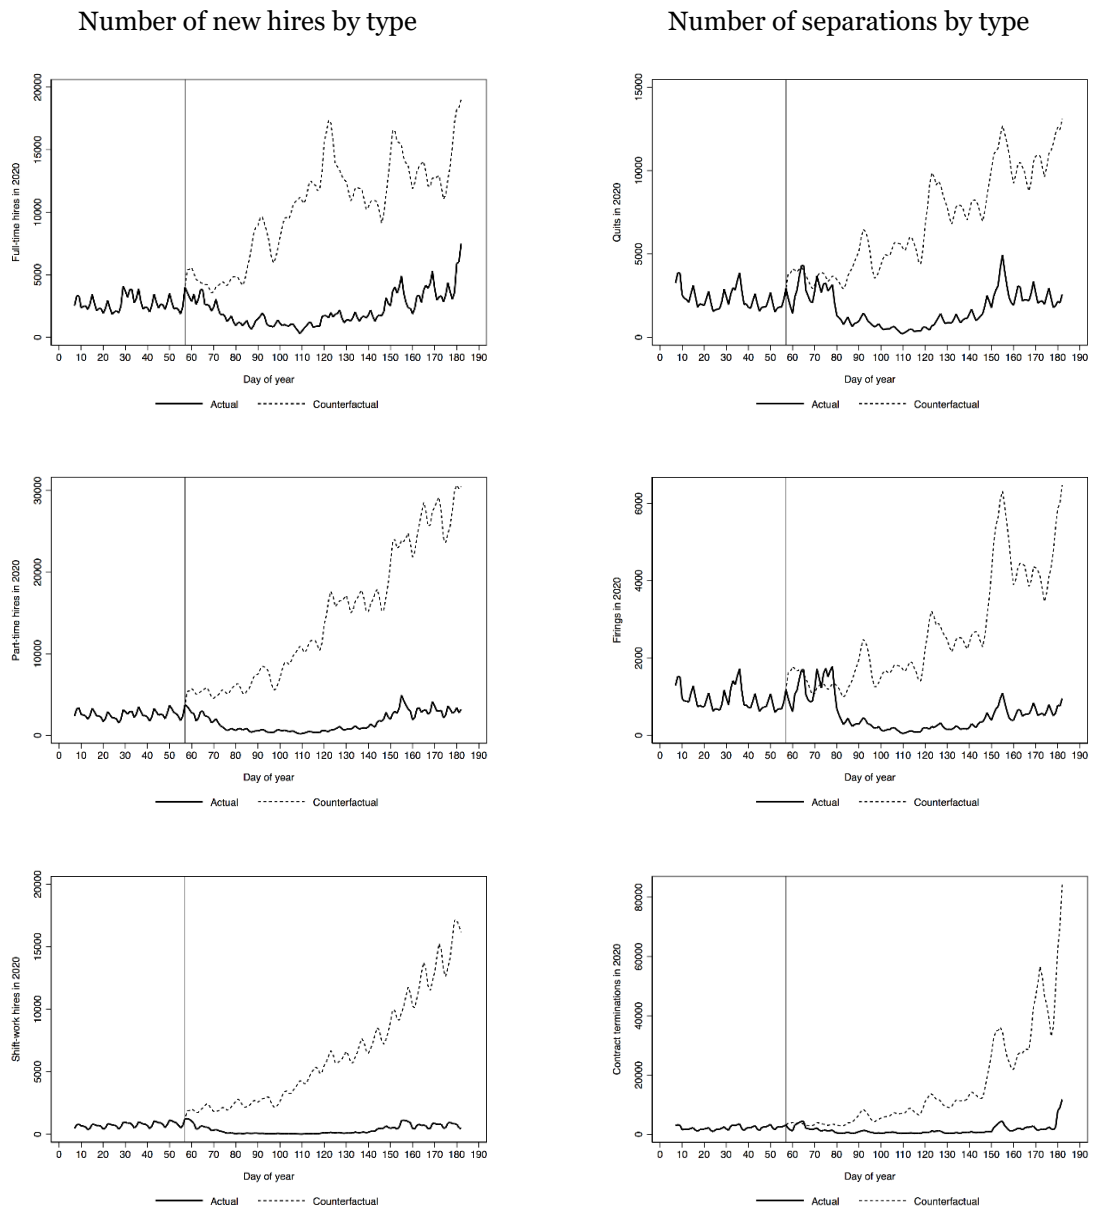 Number of new hires by type
Number of separations by type
Full-time hires in 2020
0 5000 10000 15000 20000
0 10 20 30 40 50 60 70 80 90 100 110 120 130 140 150 160 170 180 190
Day of year
Actual Counterfactual
Quits in 2020
0 5000 10000 15000
0 10 20 30 40 50 60 70 80 90 100 110 120 130 140 150 160 170 180 190
Day of year
Actual Counterfactual
Part-time hires in 2020
0 10000 20000 30000
0 10 20 30 40 50 60 70 80 90 100 110 120 130 140 150 160 170 180 190
Day of year
Actual Counterfactual
Firings in 2020
0 2000 4000 6000
0 10 20 30 40 50 60 70 80 90 100 110 120 130 140 150 160 170 180 190
Day of year
Actual Counterfactual
Shift-work hires in 2020
0 5000 10000 15000 20000
0 10 20 30 40 50 60 70 80 90 100 110 120 130 140 150 160 170 180 190
Day of year
Actual Counterfactual
Contract terminations in 2020
0 20000 40000 60000 80000
0 10 20 30 40 50 60 70 80 90 100 110 120 130 140 150 160 170 180 190
Day of year
Actual Counterfactual